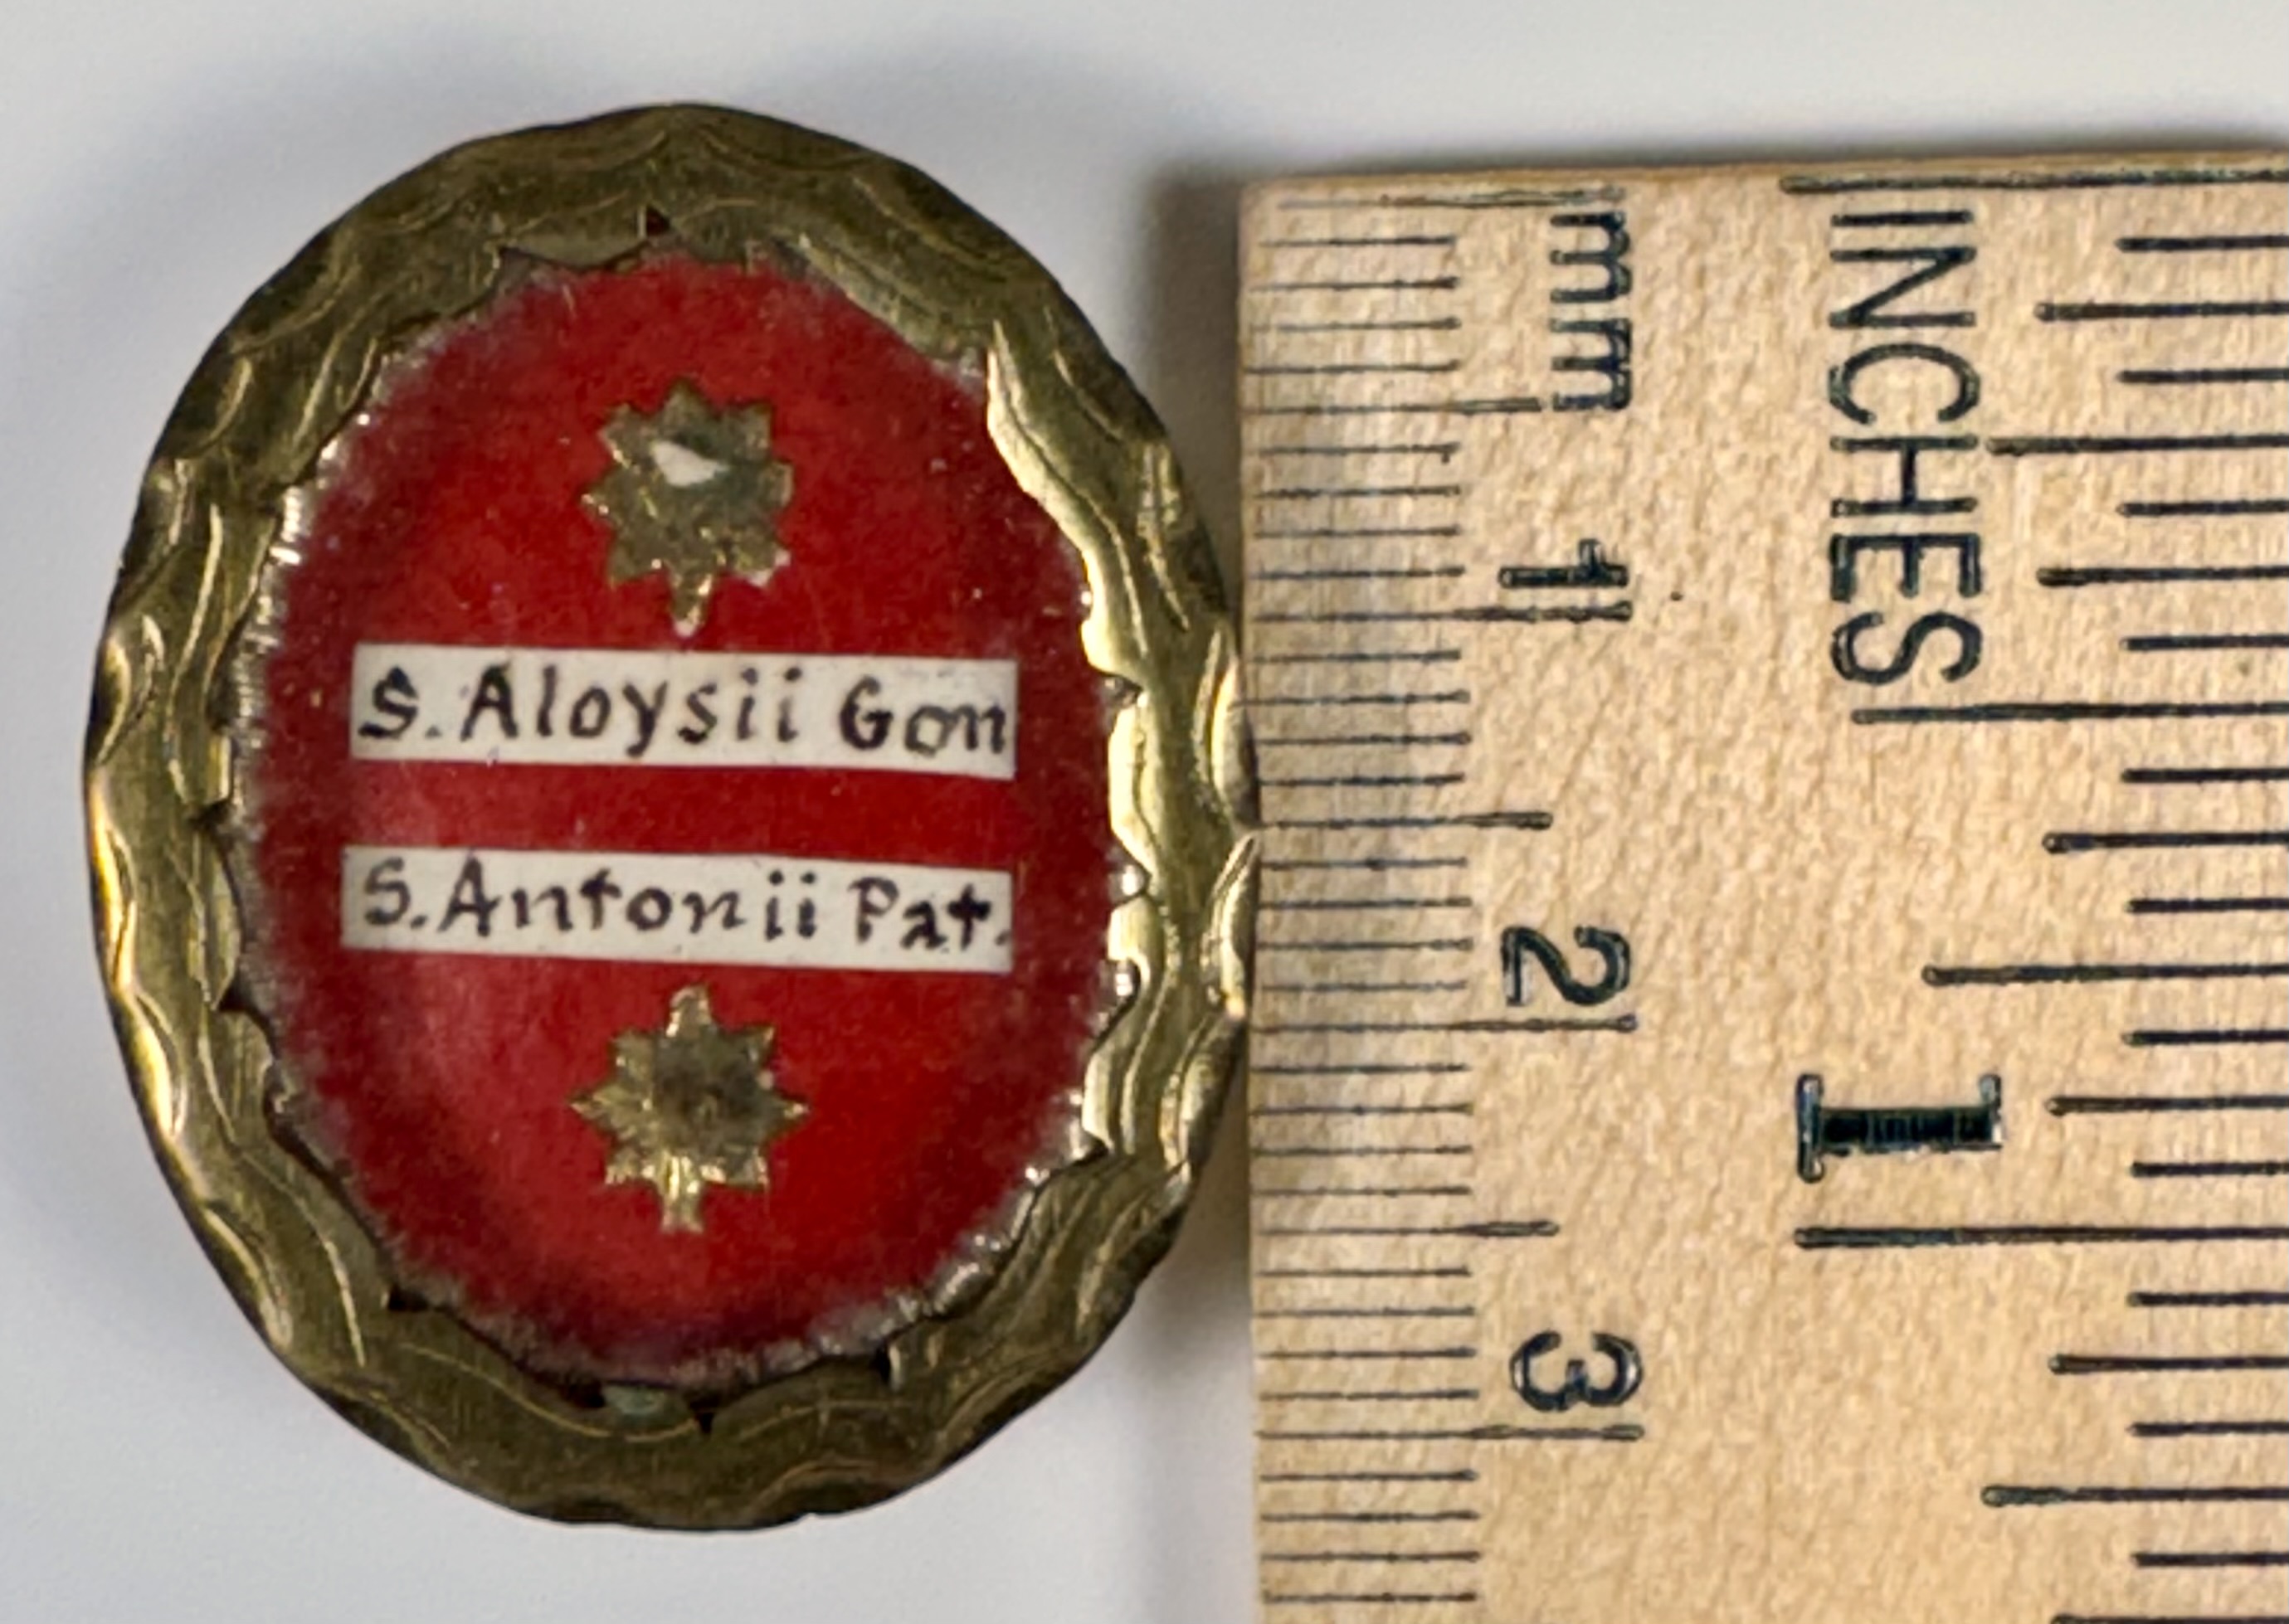 S. Aloysii Gon
S. Antonii Pat.
mm 1 2 3
INCHES 1